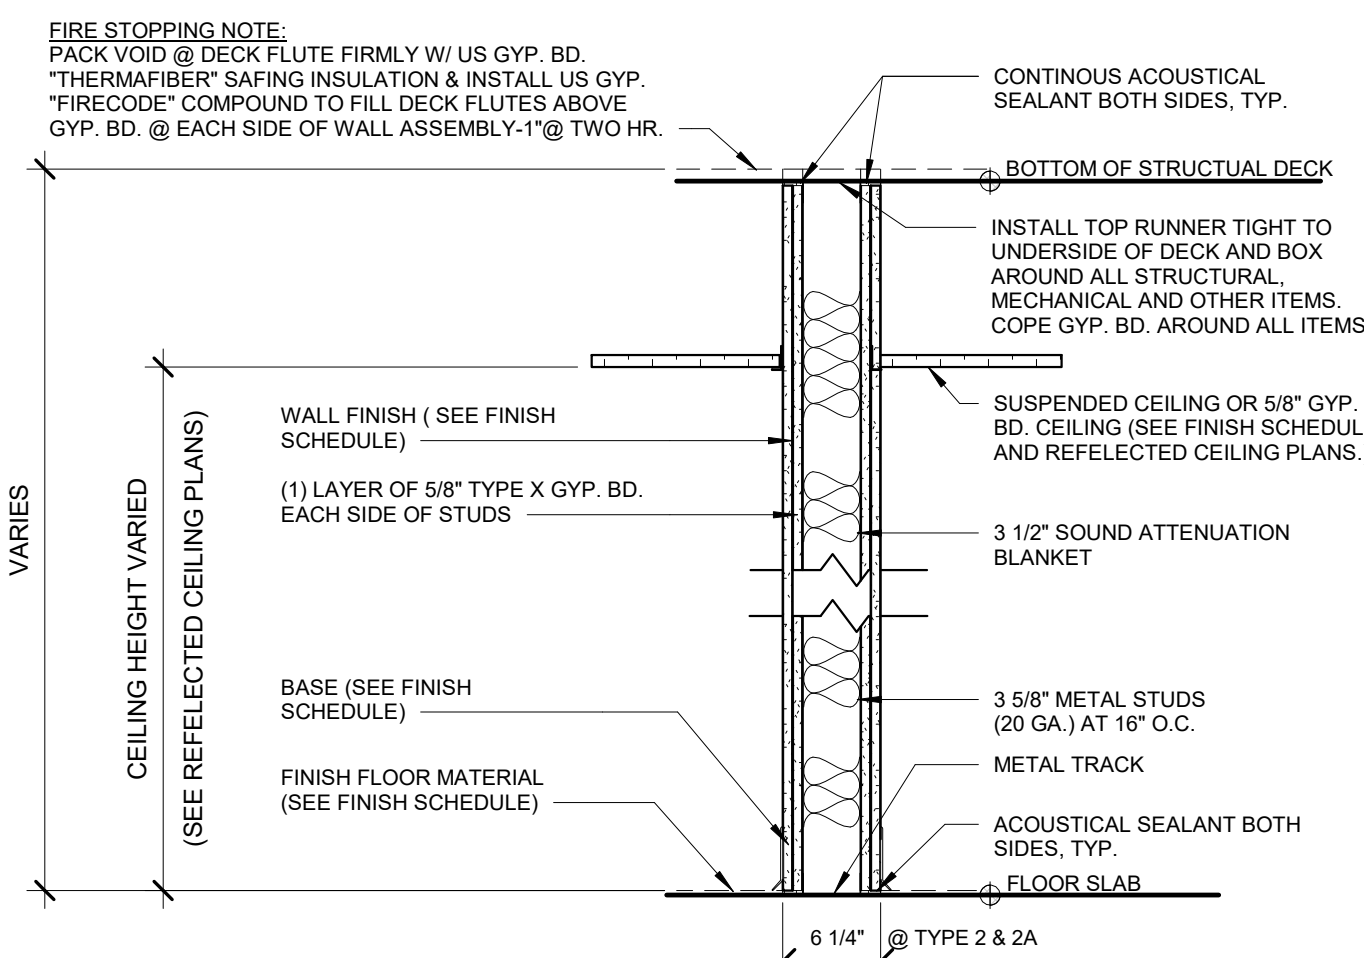 FIRE STOPPING NOTE:
PACK VOID @ DECK FLUTE FIRMLY W/ US GYP. BD.
"THERMAFIBER" SAFING INSULATION & INSTALL US GYP.
"FIRECODE" COMPOUND TO FILL DECK FLUTES ABOVE
GYP. BD. @ EACH SIDE OF WALL ASSEMBLY-1"@ TWO HR.
CONTINOUS ACOUSTICAL
SEALANT BOTH SIDES, TYP.
BOTTOM OF STRUCTUAL DECK
INSTALL TOP RUNNER TIGHT TO
UNDERSIDE OF DECK AND BOX
AROUND ALL STRUCTURAL,
MECHANICAL AND OTHER ITEMS.
COPE GYP. BD. AROUND ALL ITEMS
SUSPENDED CEILING OR 5/8" GYP.
BD. CEILING (SEE FINISH SCHEDUL
AND REFELECTED CEILING PLANS.
WALL FINISH ( SEE FINISH
SCHEDULE)
(1) LAYER OF 5/8" TYPE X GYP. BD.
EACH SIDE OF STUDS
3 1/2" SOUND ATTENUATION
BLANKET
VARIES
CEILING HEIGHT VARIED
(SEE REFELECTED CEILING PLANS)
BASE (SEE FINISH
SCHEDULE)
3 5/8" METAL STUDS
(20 GA.) AT 16" O.C.
METAL TRACK
FINISH FLOOR MATERIAL
(SEE FINISH SCHEDULE)
ACOUSTICAL SEALANT BOTH
SIDES, TYP.
FLOOR SLAB
6 1/4" @ TYPE 2 & 2A